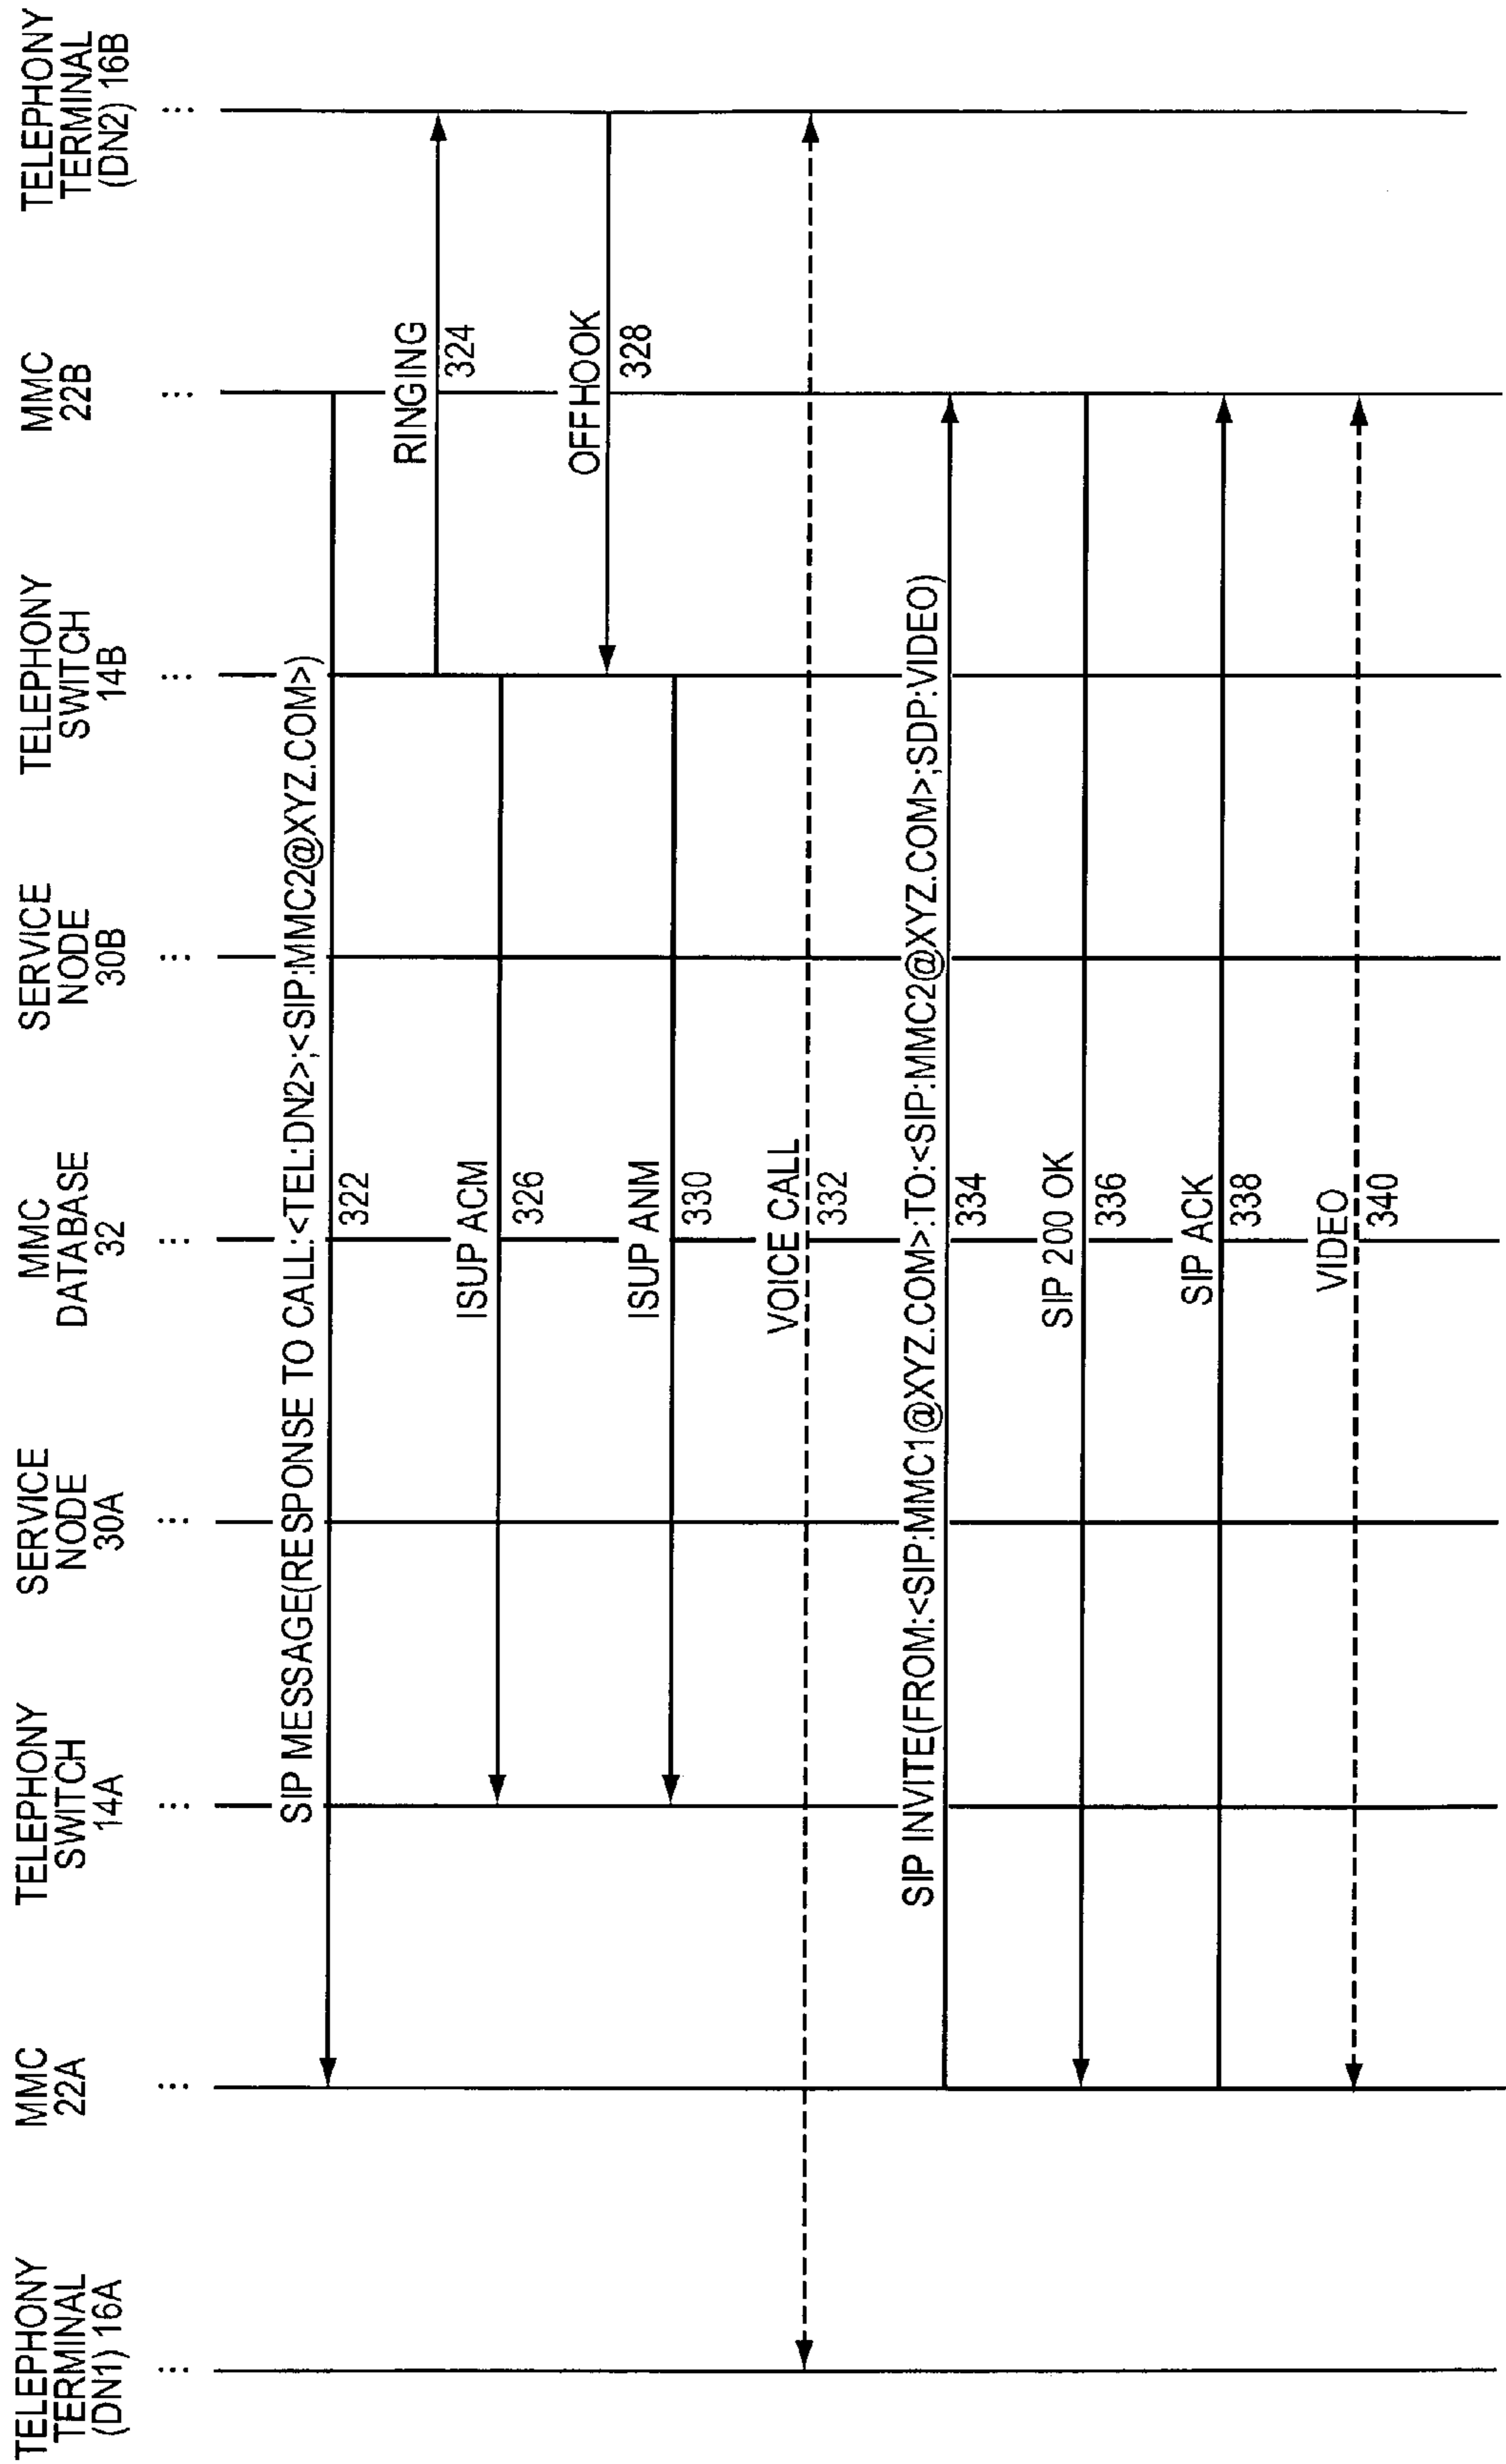 TELEPHONY
TERMINAL
(DN1) 16A
MMC
22A
TELEPHONY
SWITCH
14A
SERVICE
NODE
30A
MMC
DATABASE
32
SERVICE
NODE
30B
TELEPHONY
SWITCH
14B
MMC
22B
TELEPHONY
TERMINAL
(DN2) 16B
... ... ... ... ... ... ... ... ...
SIP MESSAGE(RESPONSE TO CALL:<TEL:DN2>;<SIP:MMC2@XYZ.COM>)
322
RINGING
324
ISUP ACM
326
OFFHOOK
328
ISUP ANM
330
VOICE CALL
332
SIP INVITE(FROM:<SIP:MMC1@XYZ.COM>:TO:<SIP:MMC2@XYZ.COM>;SDP:VIDEO)
334
SIP 200 OK
336
SIP ACK
338
VIDEO
340